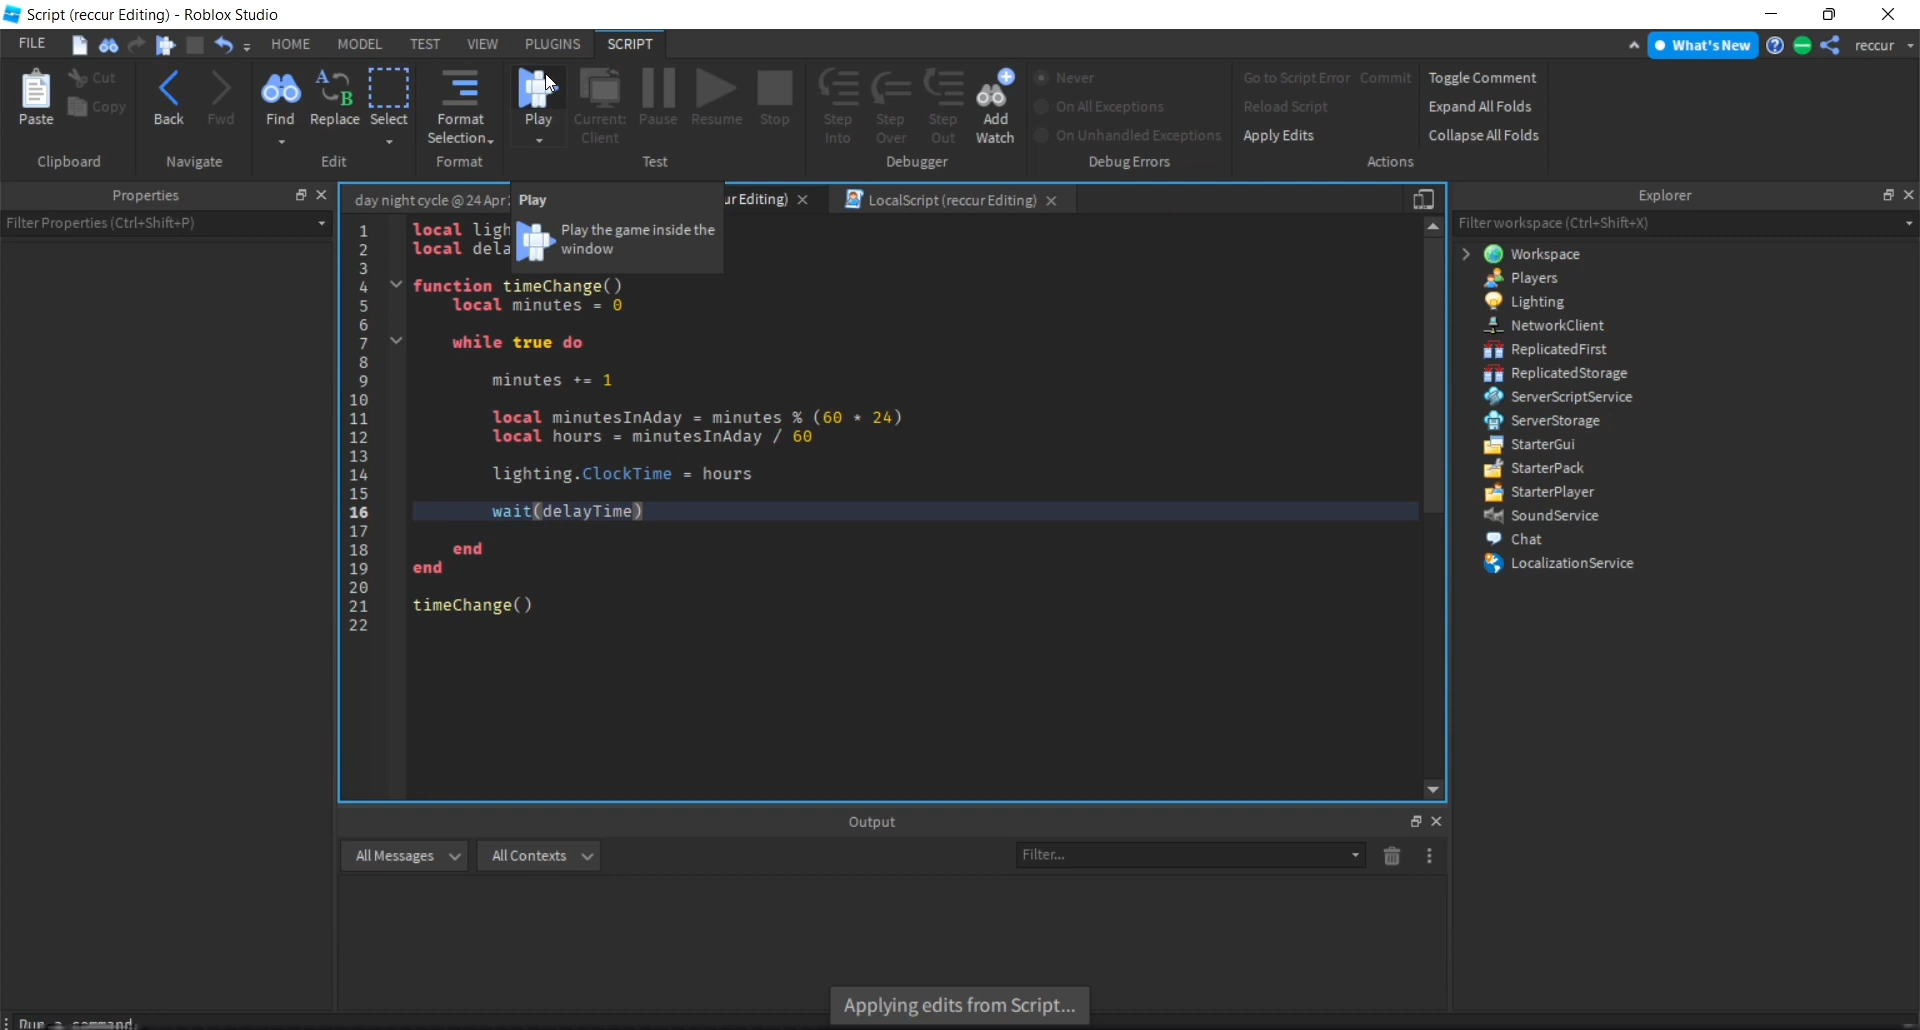 Script (reccur Editing) - Roblox Studio
FILE HOME MODEL TEST VIEW PLUGINS SCRIPT What's New reccur
Paste Cut Copy
Clipboard
Back Fwd
Navigate
Find Replace Select
Edit
Format Selection
Format
Play Current: Client Pause Resume Stop
Test
Step Into Step Over Step Out Add Watch
Debugger
Never
On All Exceptions
On Unhandled Exceptions
Debug Errors
Go to Script Error Commit
Reload Script
Apply Edits
Toggle Comment
Expand All Folds
Collapse All Folds
Actions
Properties
Filter Properties (Ctrl+Shift+P)
day night cycle @ 24 Apr
ur Editing)
LocalScript (reccur Editing)
Play
Play the game inside the
window
1 local ligh
2 local dela
3
4 function timeChange()
5 local minutes = 0
6
7 while true do
8
9 minutes += 1
10
11 local minutesInAday = minutes % (60 * 24)
12 local hours = minutesInAday / 60
13
14 lighting.ClockTime = hours
15
16 wait(delayTime)
17
18 end
19 end
20
21 timeChange()
22
Output
All Messages All Contexts Filter...
Applying edits from Script...
Run a command
Explorer
Filter workspace (Ctrl+Shift+X)
Workspace
Players
Lighting
NetworkClient
ReplicatedFirst
ReplicatedStorage
ServerScriptService
ServerStorage
StarterGui
StarterPack
StarterPlayer
SoundService
Chat
LocalizationService